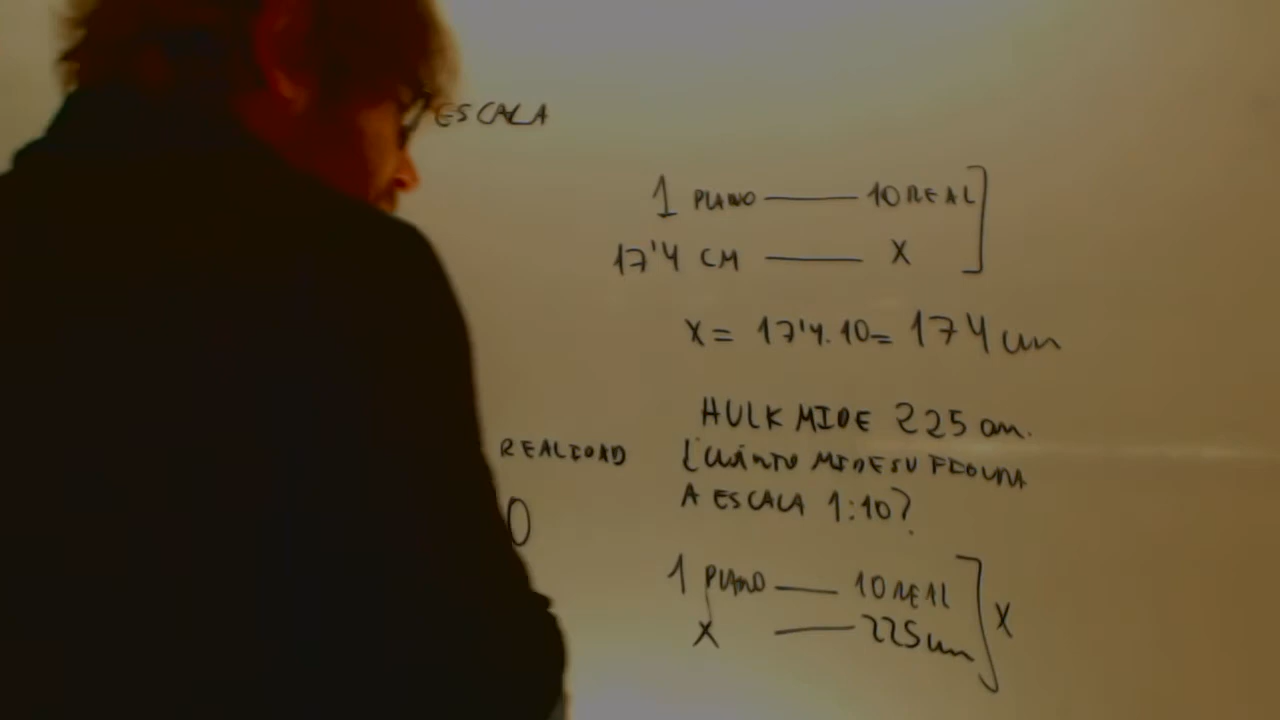 ESCALA
1 PLANO — 10 REAL
17'4 CM — X
X = 17'4 . 10 = 174 cm
HULK MIDE 225 cm.
REALIDAD
¿CUÁNTO MIDE SU FIGURA
A ESCALA 1:10?
0
1 PLANO — 10 REAL
X — 225 cm
X